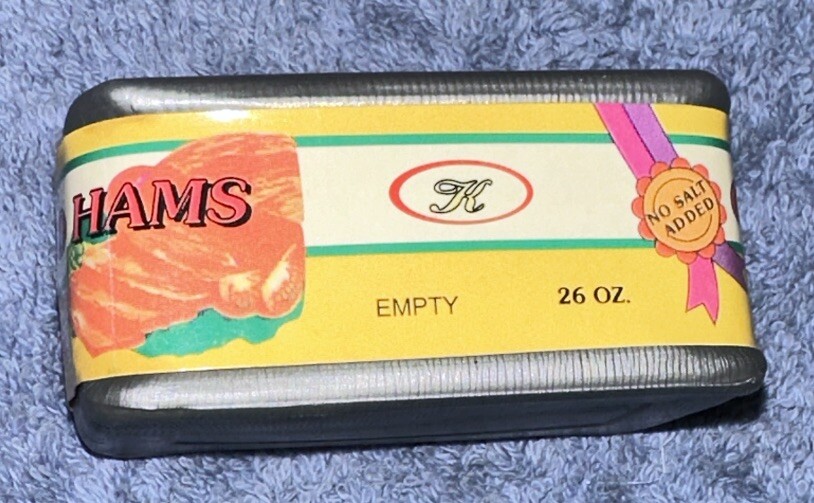 HAMS
K
NO SALT
ADDED
EMPTY
26 OZ.